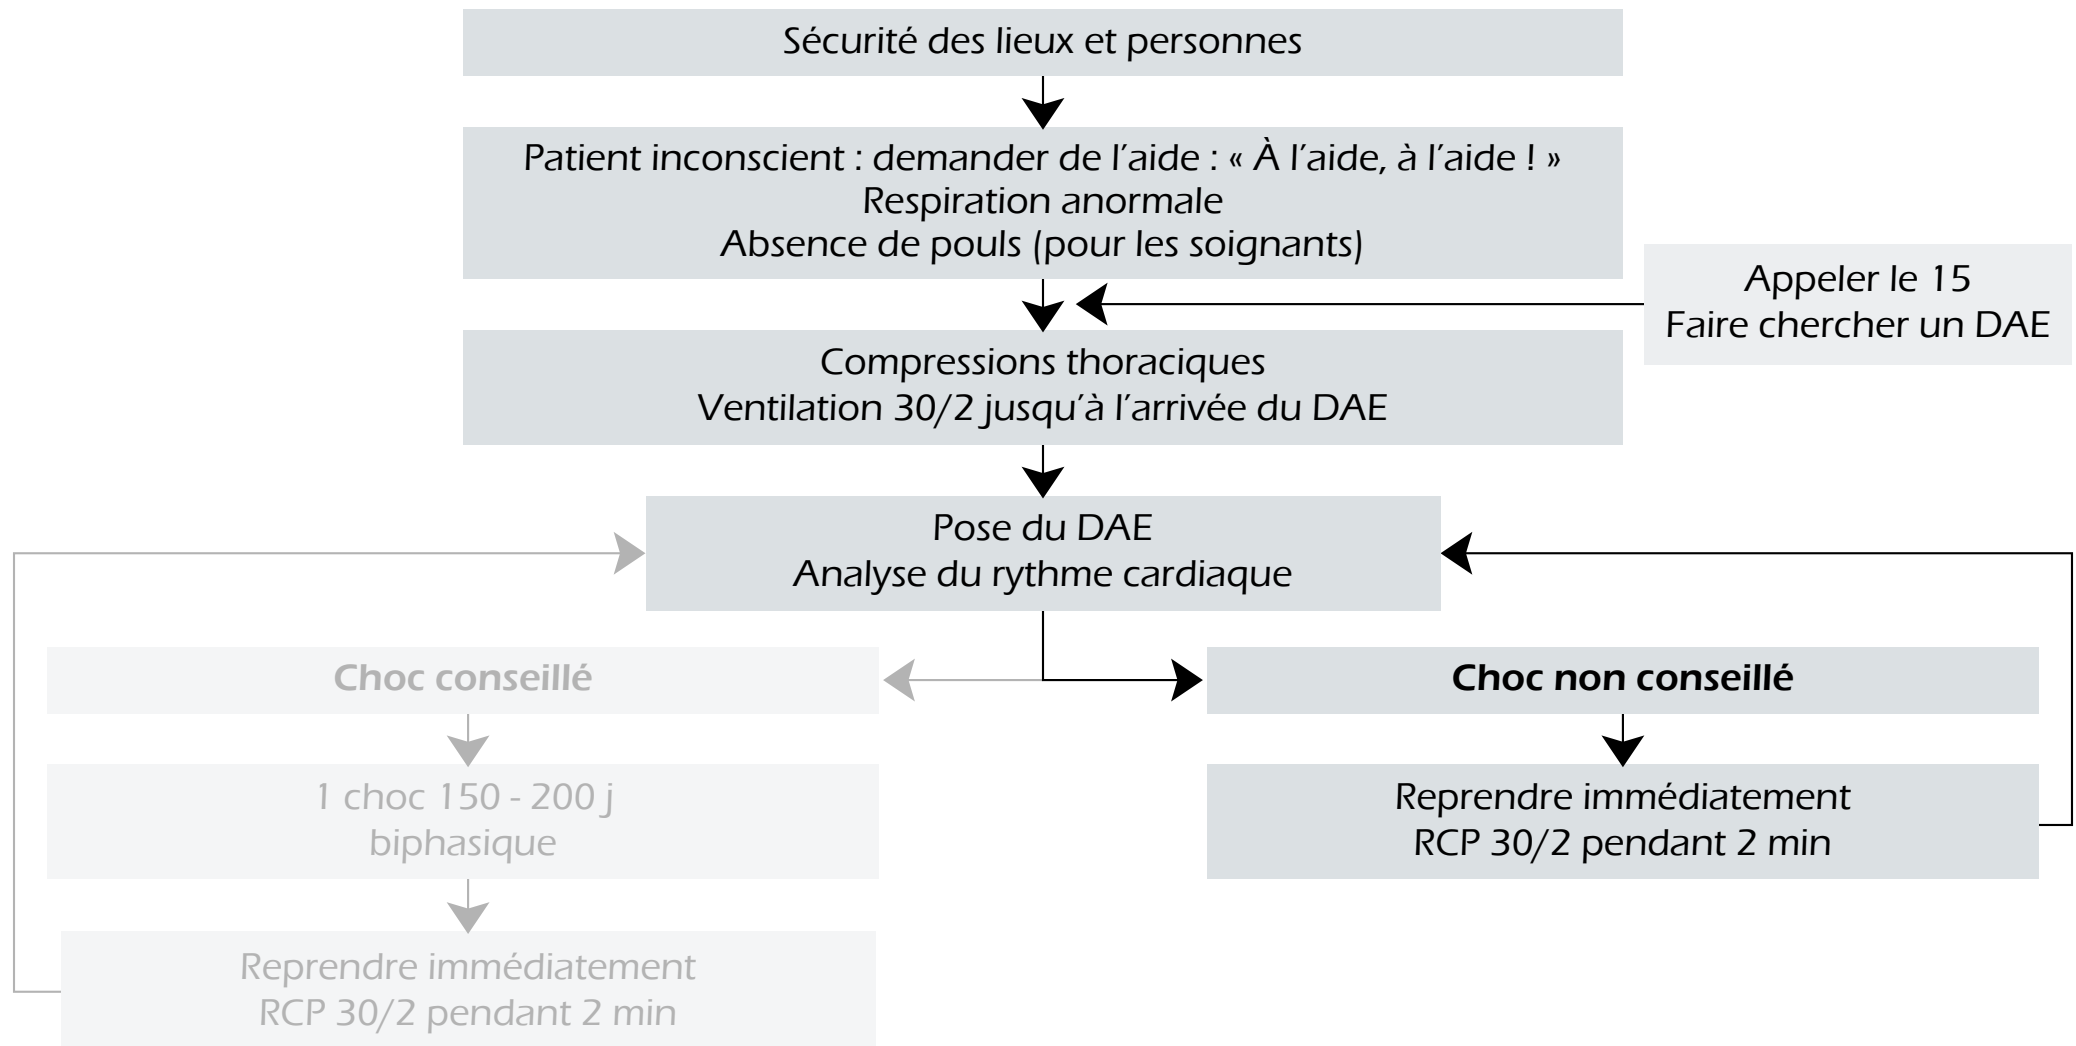 Sécurité des lieux et personnes
Patient inconscient : demander de l’aide : « À l’aide, à l’aide ! »
Respiration anormale
Absence de pouls (pour les soignants)
Appeler le 15
Faire chercher un DAE
Compressions thoraciques
Ventilation 30/2 jusqu’à l’arrivée du DAE
Pose du DAE
Analyse du rythme cardiaque
Choc conseillé
1 choc 150 - 200 j
biphasique
Reprendre immédiatement
RCP 30/2 pendant 2 min
Choc non conseillé
Reprendre immédiatement
RCP 30/2 pendant 2 min